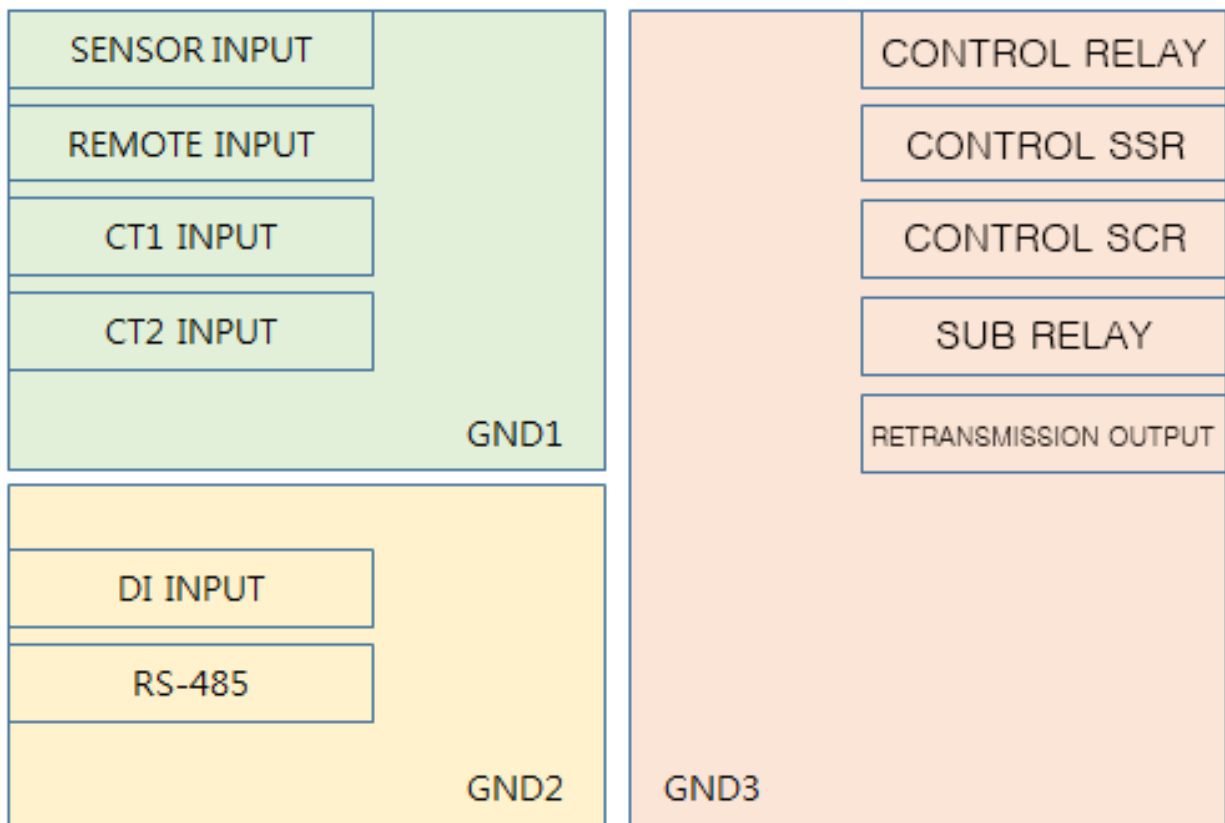 SENSOR INPUT
REMOTE INPUT
CT1 INPUT
CT2 INPUT
GND1
DI INPUT
RS-485
GND2
CONTROL RELAY
CONTROL SSR
CONTROL SCR
SUB RELAY
RETRANSMISSION OUTPUT
GND3